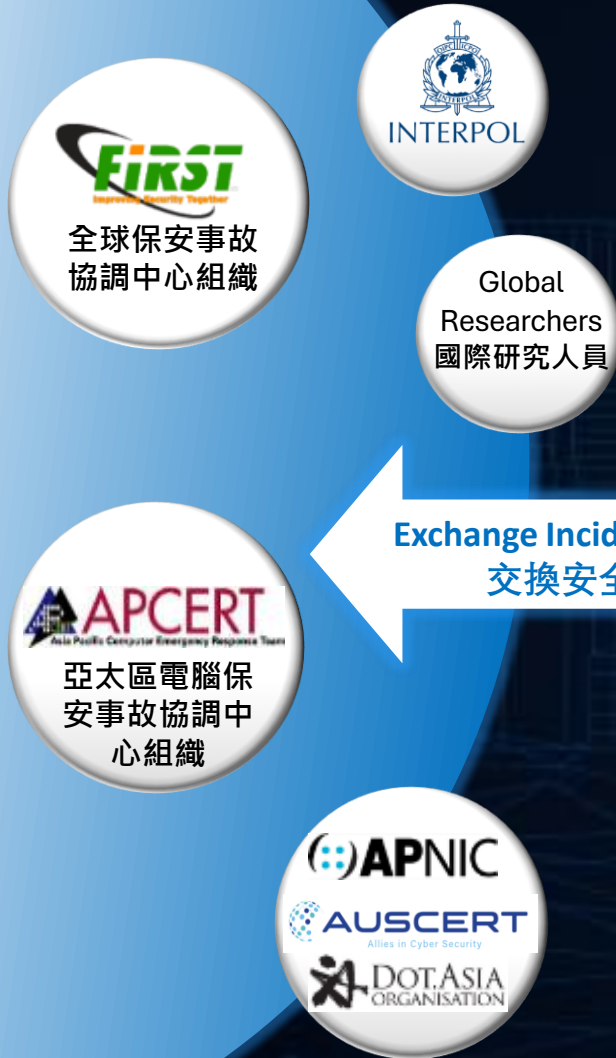 INTERPOL
FiRST
Improving Security Together
全球保安事故
協調中心組織
Global
Researchers
國際研究人員
Exchange Incid
交換安全
APCERT
Asia Pacific Computer Emergency Response Team
亞太區電腦保
安事故協調中
心組織
APNIC
AUSCERT
Allies in Cyber Security
DOT.ASIA
ORGANISATION